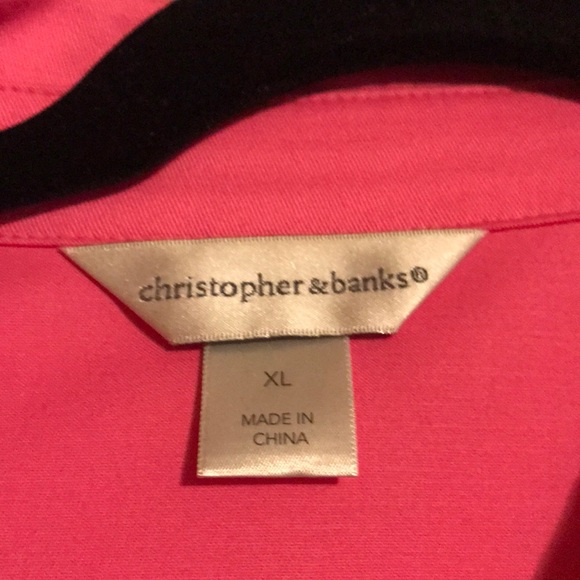 christopher & banks®
XL
MADE IN
CHINA